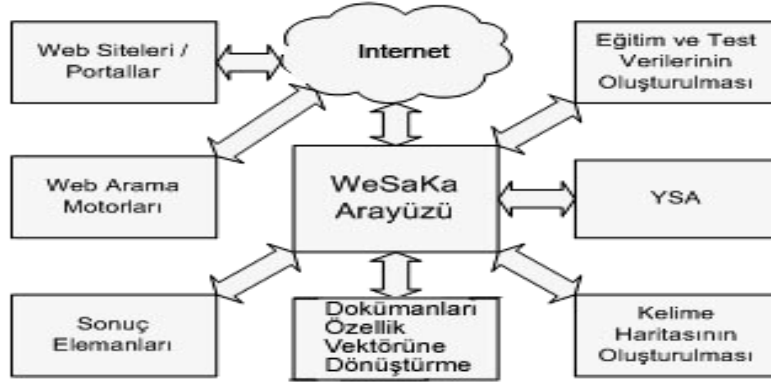 Web Siteleri /
Portallar
Internet
Eğitim ve Test
Verilerinin
Oluşturulması
Web Arama
Motorları
WeSaKa
Arayüzü
YSA
Sonuç
Elemanları
Dokümanları
Özellik
Vektörüne
Dönüştürme
Kelime
Haritasının
Oluşturulması